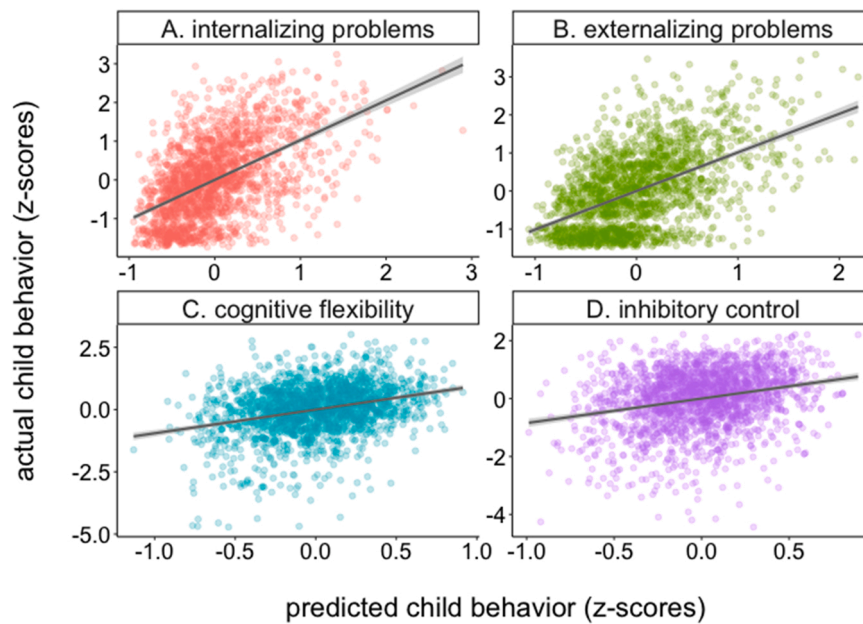 A. internalizing problems
B. externalizing problems
3
2
1
0
-1
3
2
1
0
-1
-1 0 1 2 3
-1 0 1 2
C. cognitive flexibility
D. inhibitory control
2.5
0.0
-2.5
-5.0
2
0
-2
-4
-1.0 -0.5 0.0 0.5 1.0
-1.0 -0.5 0.0 0.5
actual child behavior (z-scores)
predicted child behavior (z-scores)